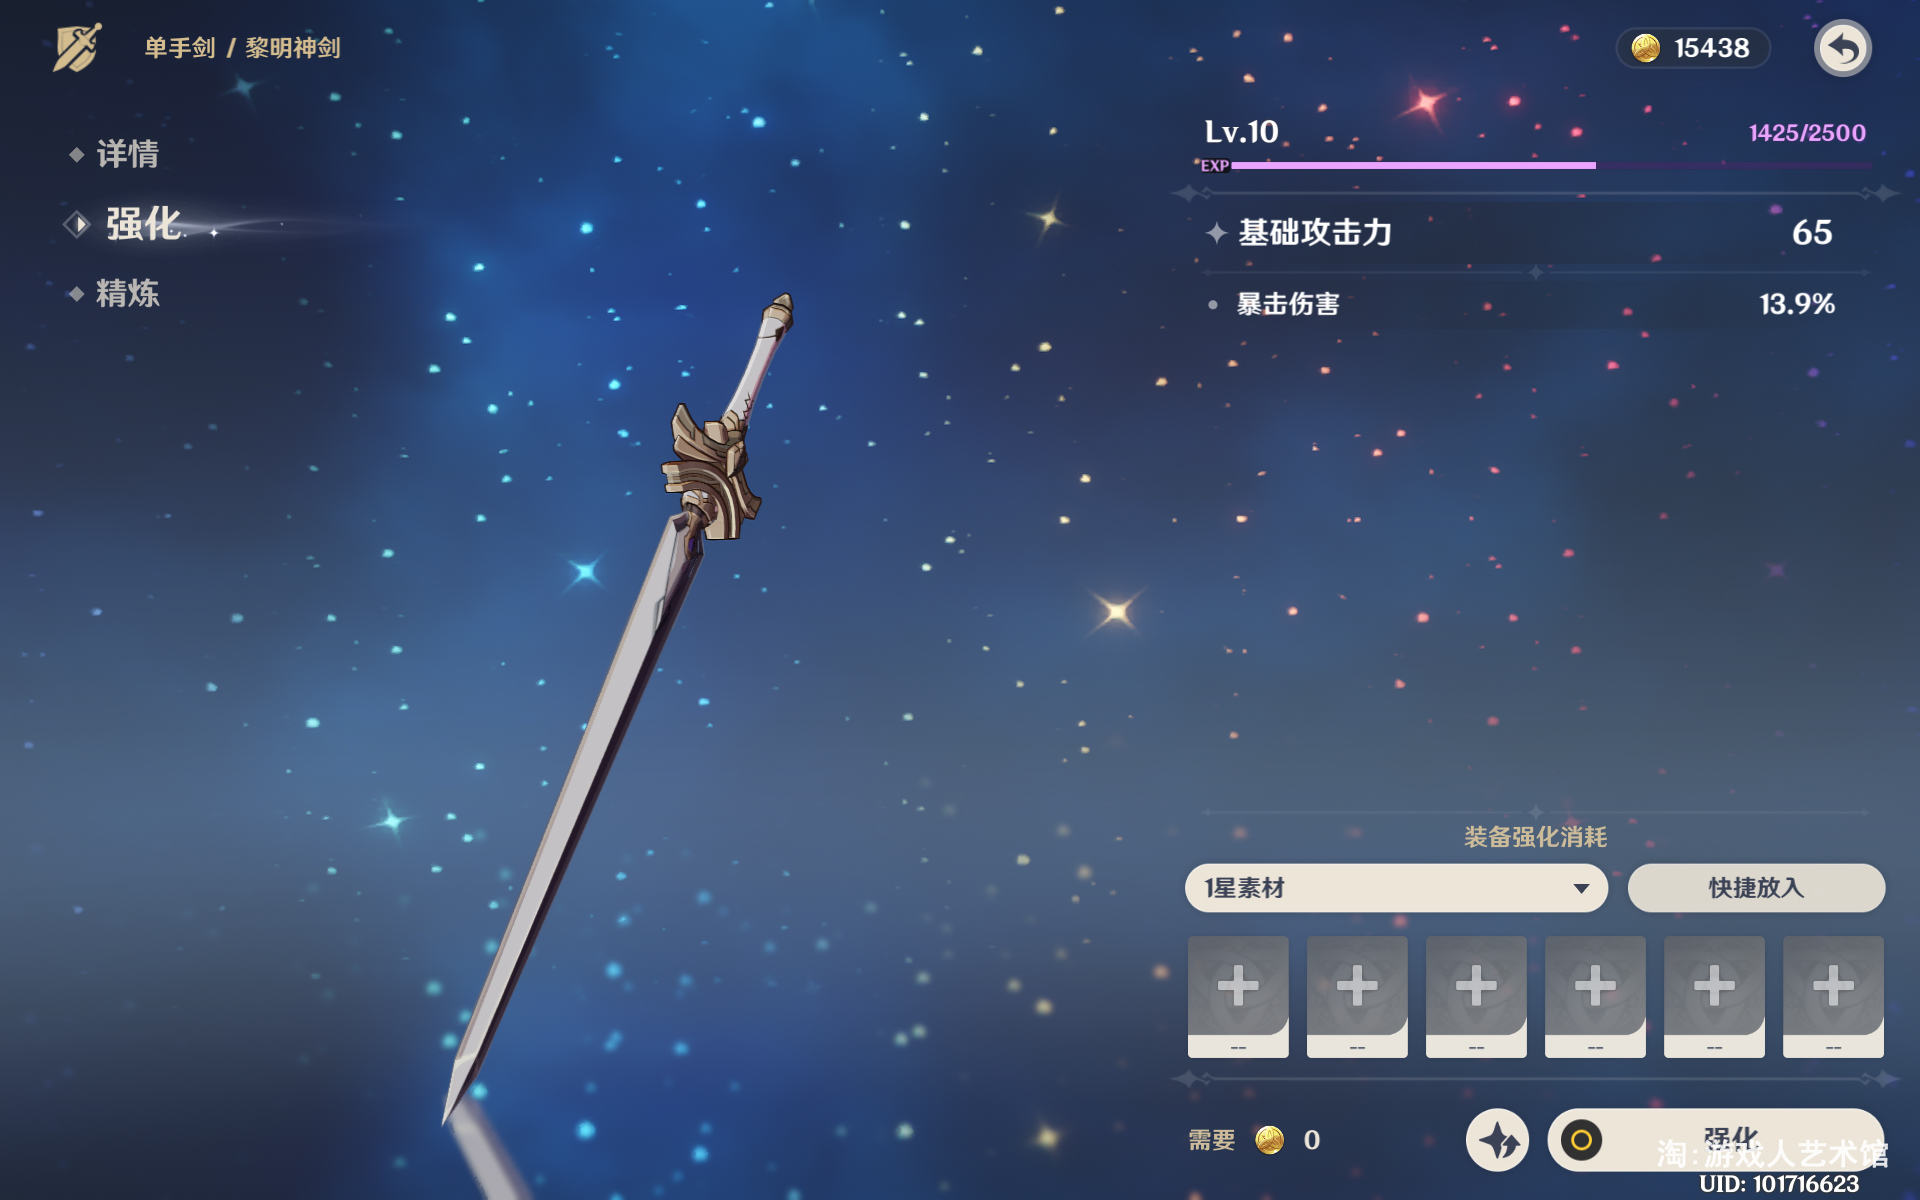 单手剑 / 黎明神剑
15438
详情
强化
精炼
Lv.10
1425/2500
EXP
基础攻击力
65
暴击伤害
13.9%
装备强化消耗
1星素材
快捷放入
--
--
--
--
--
--
需要
0
强化
淘:游戏人艺术馆
UID: 101716623